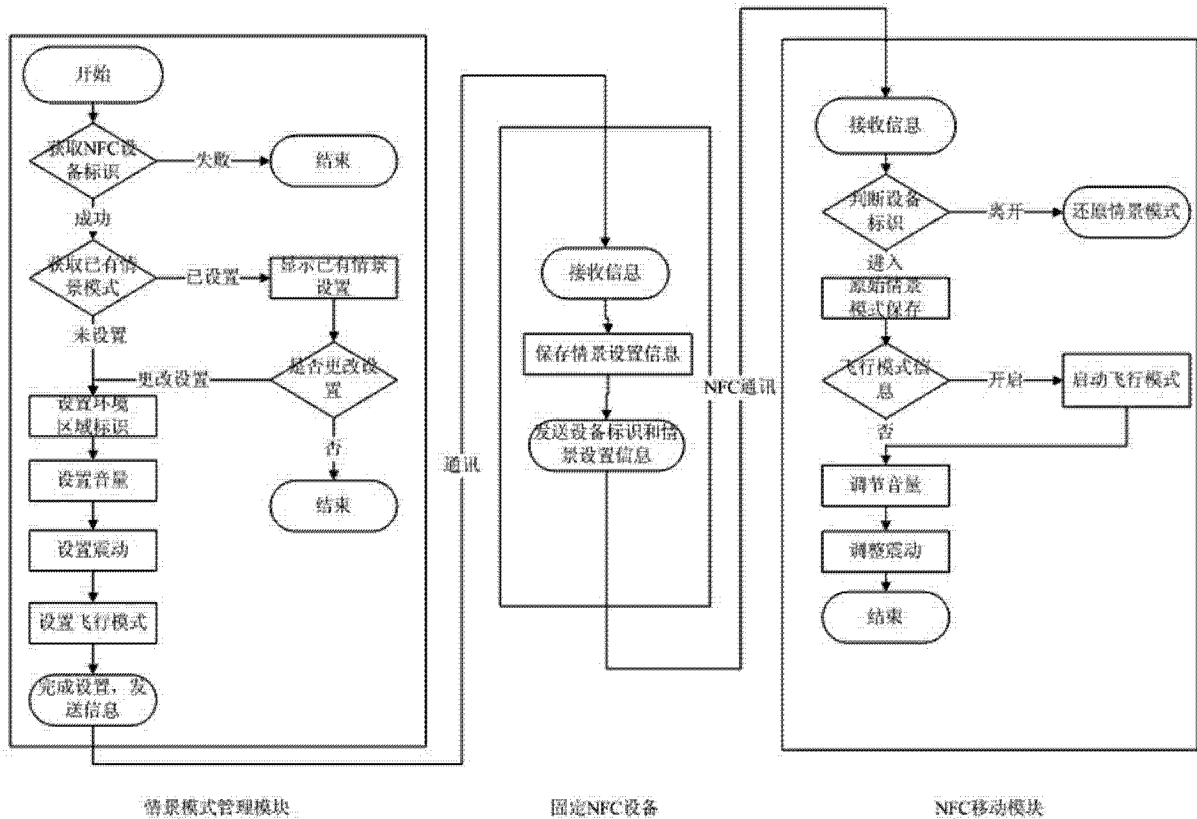 开始
获取NFC设
备标识
失败
结束
成功
获取已有情
景模式
已设置
显示已有情景
设置
未设置
更改设置
是否更改设
置
设置环境
区域标识
否
设置音量
结束
设置震动
设置飞行模式
完成设置，发
送信息
通讯
接收信息
保存情景设置信息
发送设备标识和情
景设置信息
NFC通讯
接收信息
判断设备
标识
离开
还原情景模式
进入
原始情景
模式保存
飞行模式信
息
开启
启动飞行模式
否
调节音量
调整震动
结束
情景模式管理模块
固定NFC设备
NFC移动模块